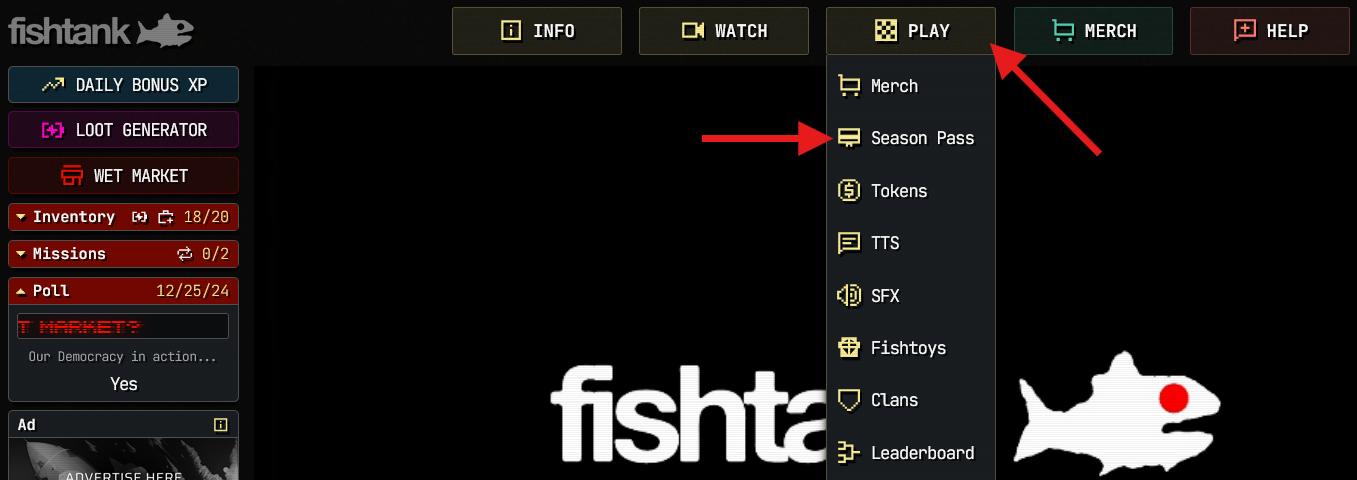 fishtank
INFO
WATCH
PLAY
MERCH
HELP
DAILY BONUS XP
LOOT GENERATOR
WET MARKET
Inventory 18/20
Missions 0/2
Poll 12/25/24
T MARKET?
Our Democracy in action...
Yes
Ad
ADVERTISE HERE
Merch
Season Pass
Tokens
TTS
SFX
Fishtoys
Clans
Leaderboard
fishta